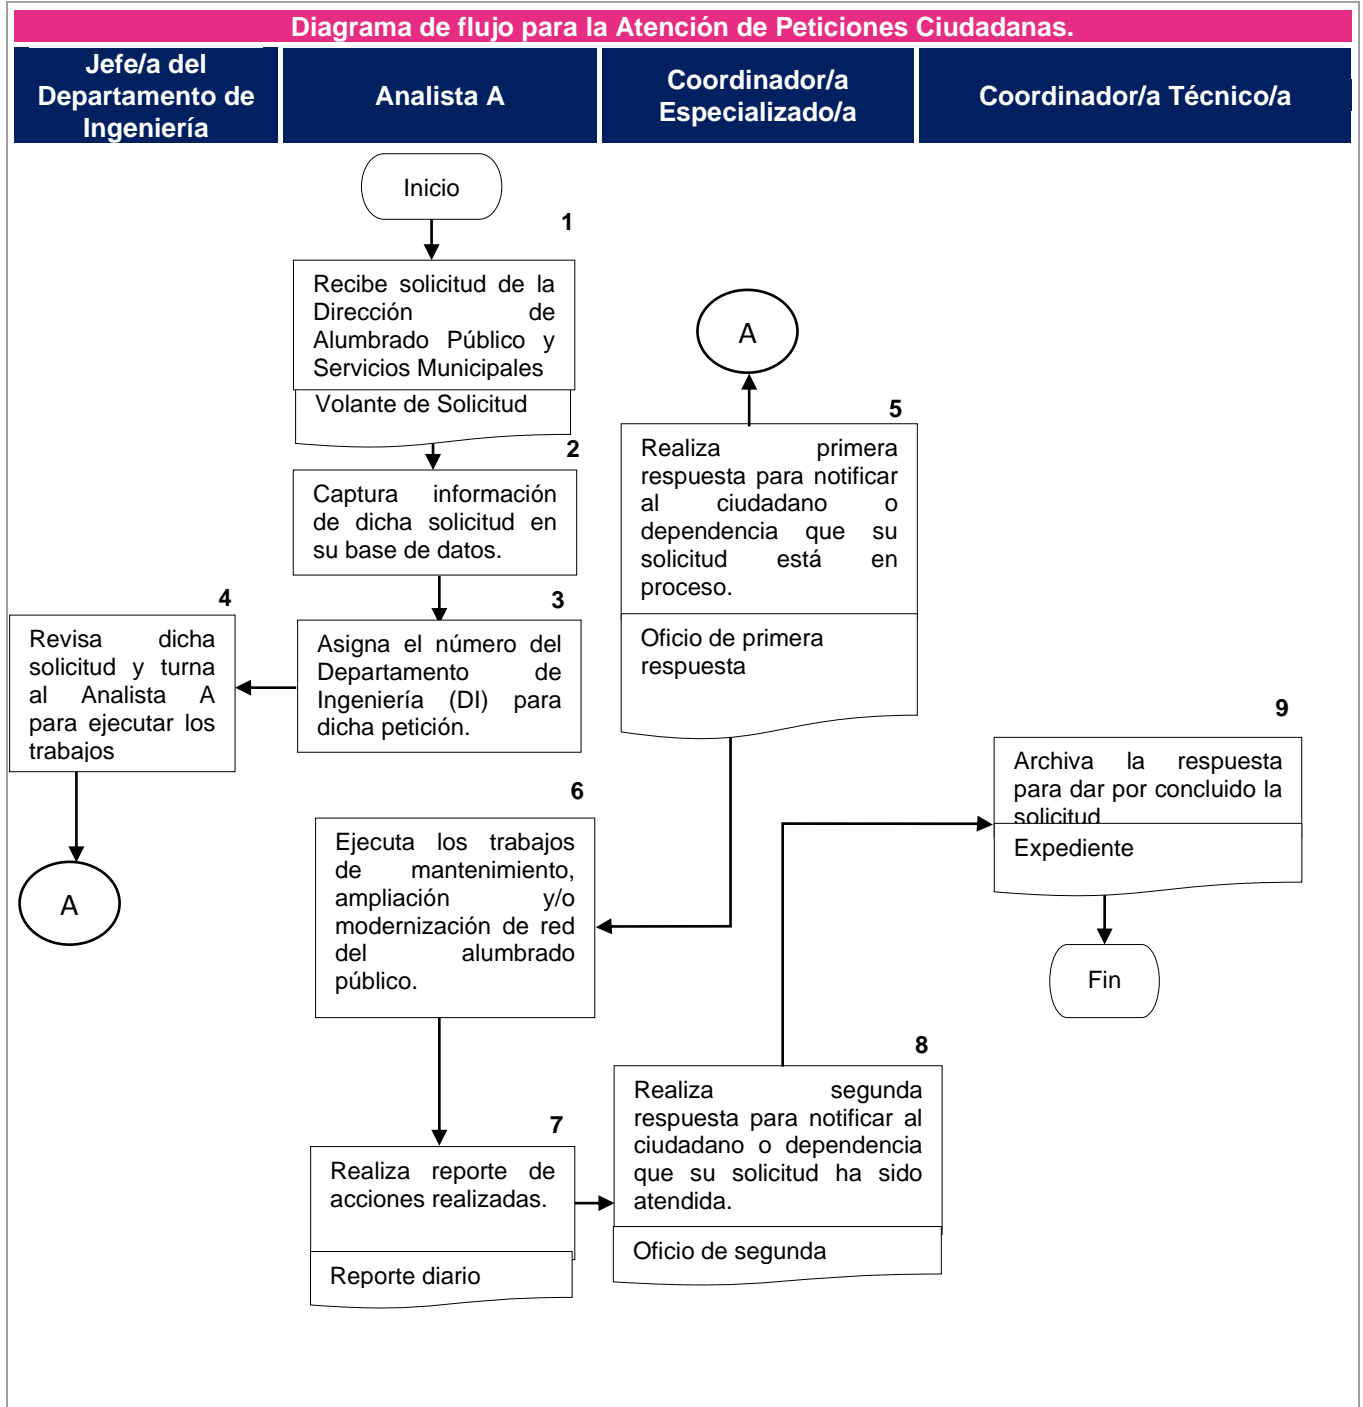 Diagrama de flujo para la Atención de Peticiones Ciudadanas.
Jefe/a del
Departamento de
Ingeniería
Analista A
Coordinador/a
Especializado/a
Coordinador/a Técnico/a
Inicio
1
Recibe solicitud de la
Dirección de
Alumbrado Público y
Servicios Municipales
Volante de Solicitud
2
Captura información
de dicha solicitud en
su base de datos.
3
Asigna el número del
Departamento de
Ingeniería (DI) para
dicha petición.
4
Revisa dicha
solicitud y turna
al Analista A
para ejecutar los
trabajos
A
A
5
Realiza primera
respuesta para notificar
al ciudadano o
dependencia que su
solicitud está en
proceso.
Oficio de primera
respuesta
6
Ejecuta los trabajos
de mantenimiento,
ampliación y/o
modernización de red
del alumbrado
público.
7
Realiza reporte de
acciones realizadas.
Reporte diario
8
Realiza segunda
respuesta para notificar al
ciudadano o dependencia
que su solicitud ha sido
atendida.
Oficio de segunda
9
Archiva la respuesta
para dar por concluido la
solicitud
Expediente
Fin